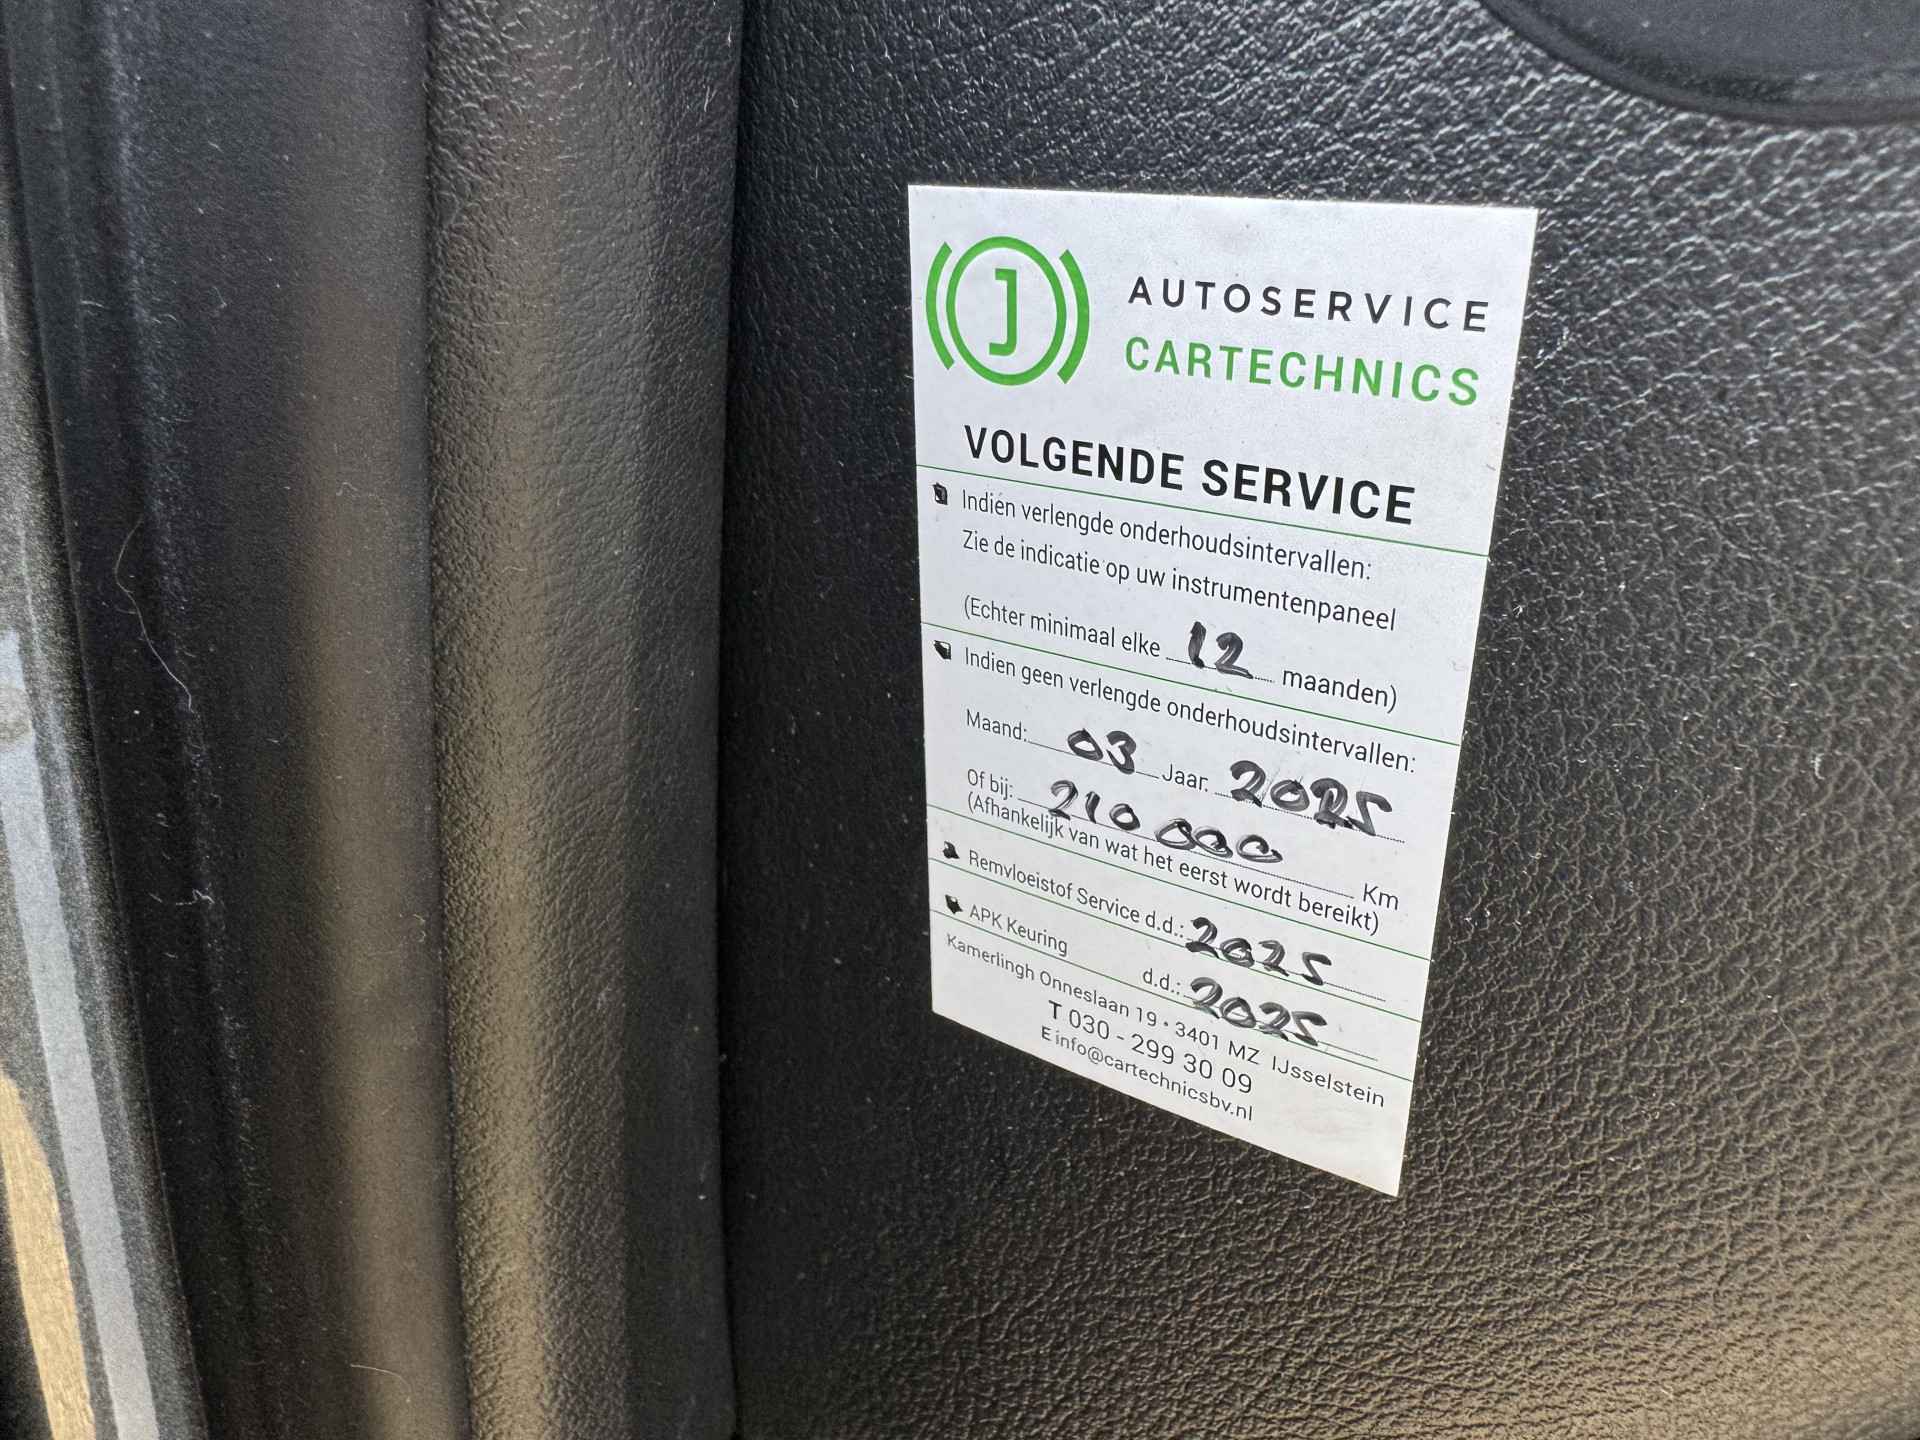 J
AUTOSERVICE
CARTECHNICS
VOLGENDE SERVICE
Indien verlengde onderhoudsintervallen:
Zie de indicatie op uw instrumentenpaneel
(Echter minimaal elke 12 maanden)
Indien geen verlengde onderhoudsintervallen:
Maand: 03 Jaar: 2025
Of bij: 210 000 Km
(Afhankelijk van wat het eerst wordt bereikt)
Remvloeistof Service d.d.: 2025
APK Keuring d.d.: 2025
Kamerlingh Onneslaan 19 • 3401 MZ IJsselstein
T 030 - 299 30 09
E info@cartechnicsbv.nl